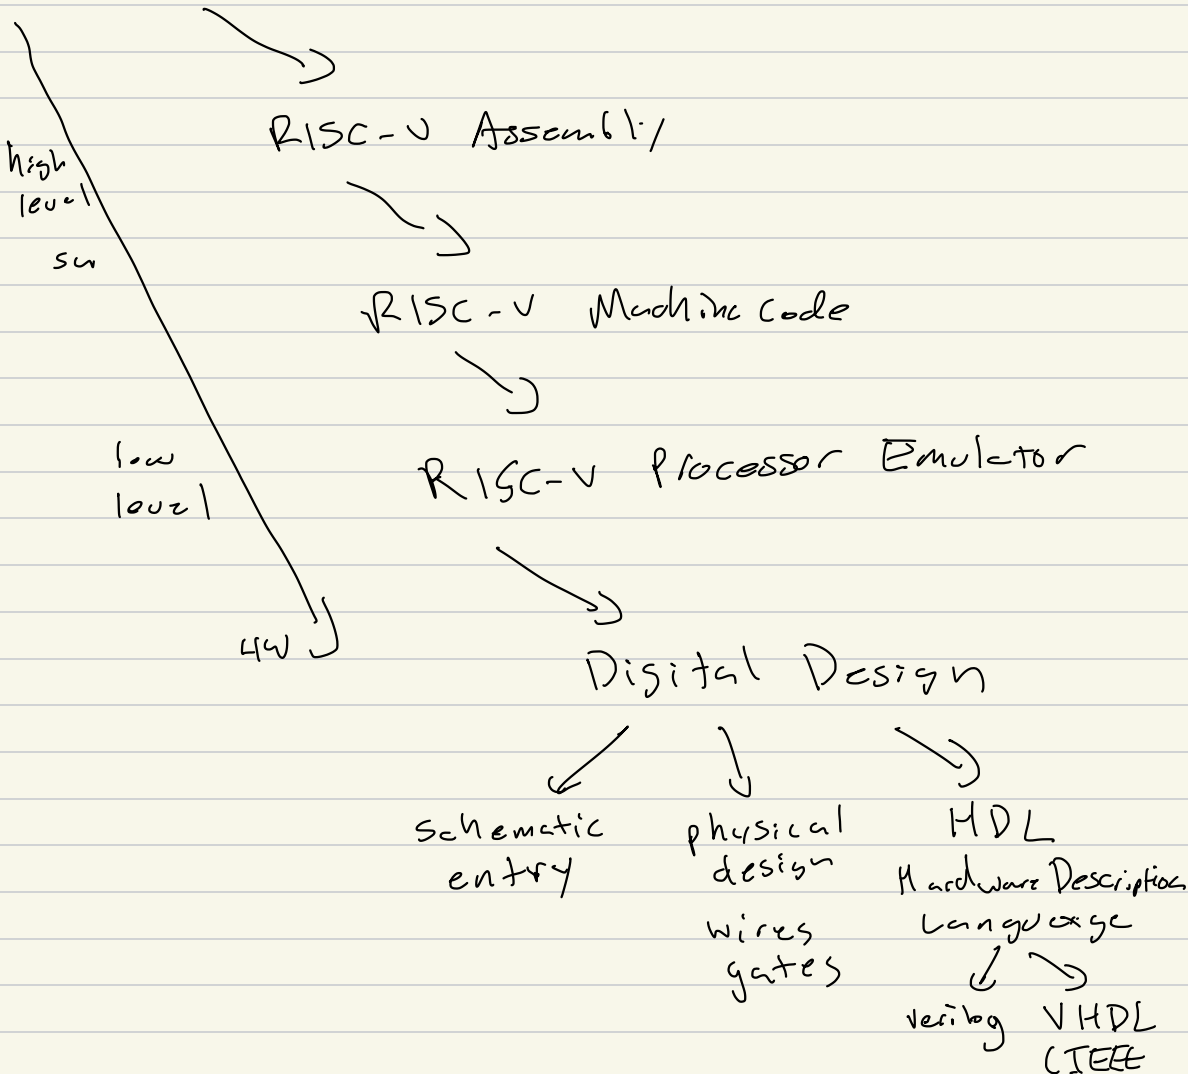 RISC-V Assembly
high
level
sw
RISC-V Machine code
low
level
RISC-V Processor Emulator
HW
Digital Design
schematic
entry
physical
design
wires
gates
HDL
Hardware Description
Language
verilog
VHDL
(IEEE